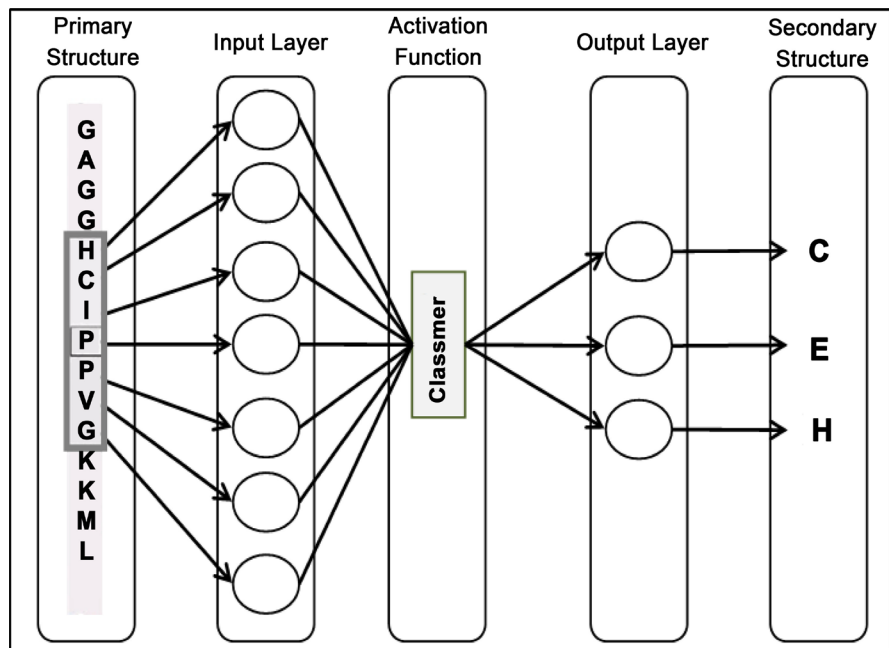 Primary
Structure
Input Layer
Activation
Function
Output Layer
Secondary
Structure
G
A
G
G
H
C
I
P
P
V
G
K
K
M
L
Classmer
C
E
H